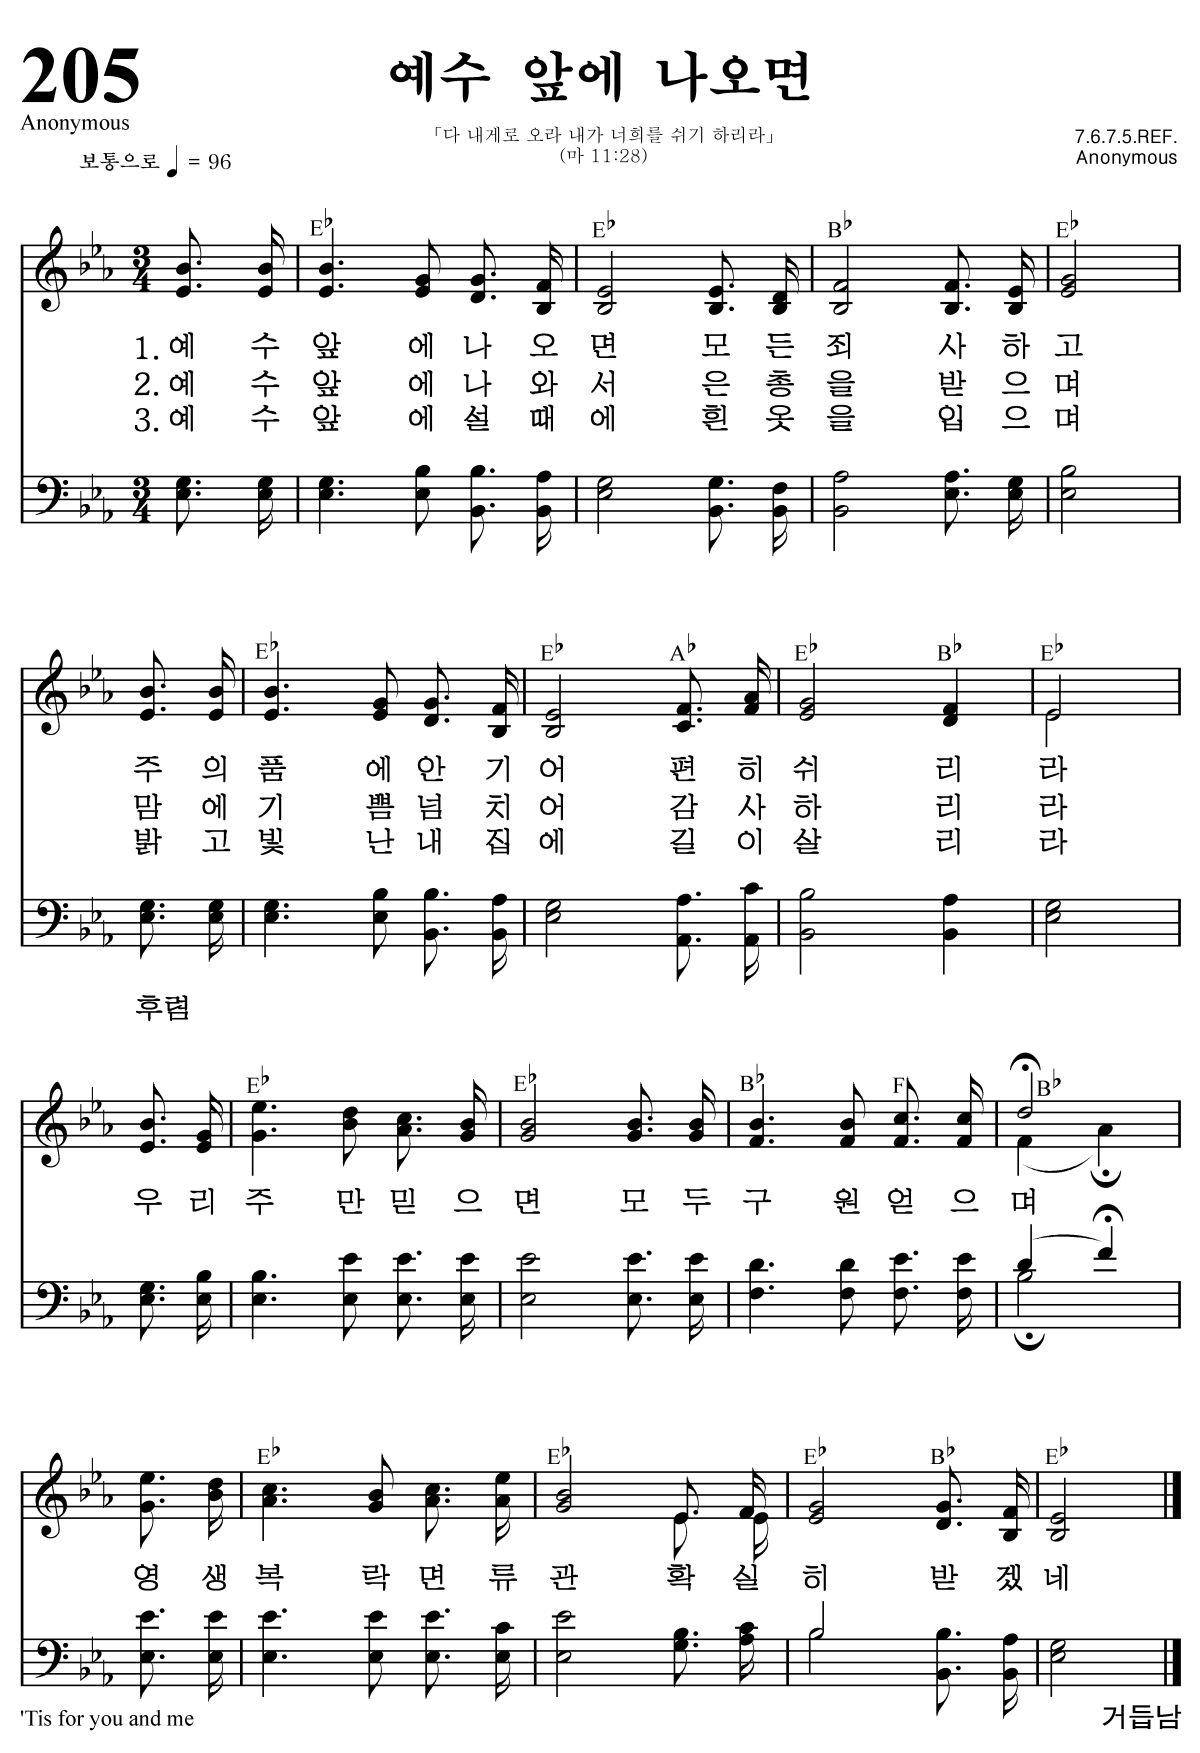 205
예수 앞에 나오면
Anonymous
「다 내게로 오라 내가 너희를 쉬기 하리라」
(마 11:28)
7.6.7.5.REF.
Anonymous
보통으로 ♩ = 96
E♭ E♭ B♭ E♭
1. 예 수 앞 에 나 오 면 모 든 죄 사 하 고
2. 예 수 앞 에 나 와 서 은 총 을 받 으 며
3. 예 수 앞 에 설 때 에 흰 옷 을 입 으 며
E♭ E♭ A♭ E♭ B♭ E♭
주 의 품 에 안 기 어 편 히 쉬 리 라
맘 에 기 쁨 넘 치 어 감 사 하 리 라
밝 고 빛 난 내 집 에 길 이 살 리 라
후렴
E♭ E♭ B♭ F B♭
우 리 주 만 믿 으 면 모 두 구 원 얻 으 며
E♭ E♭ E♭ B♭ E♭
영 생 복 락 면 류 관 확 실 히 받 겠 네
'Tis for you and me
거듭남